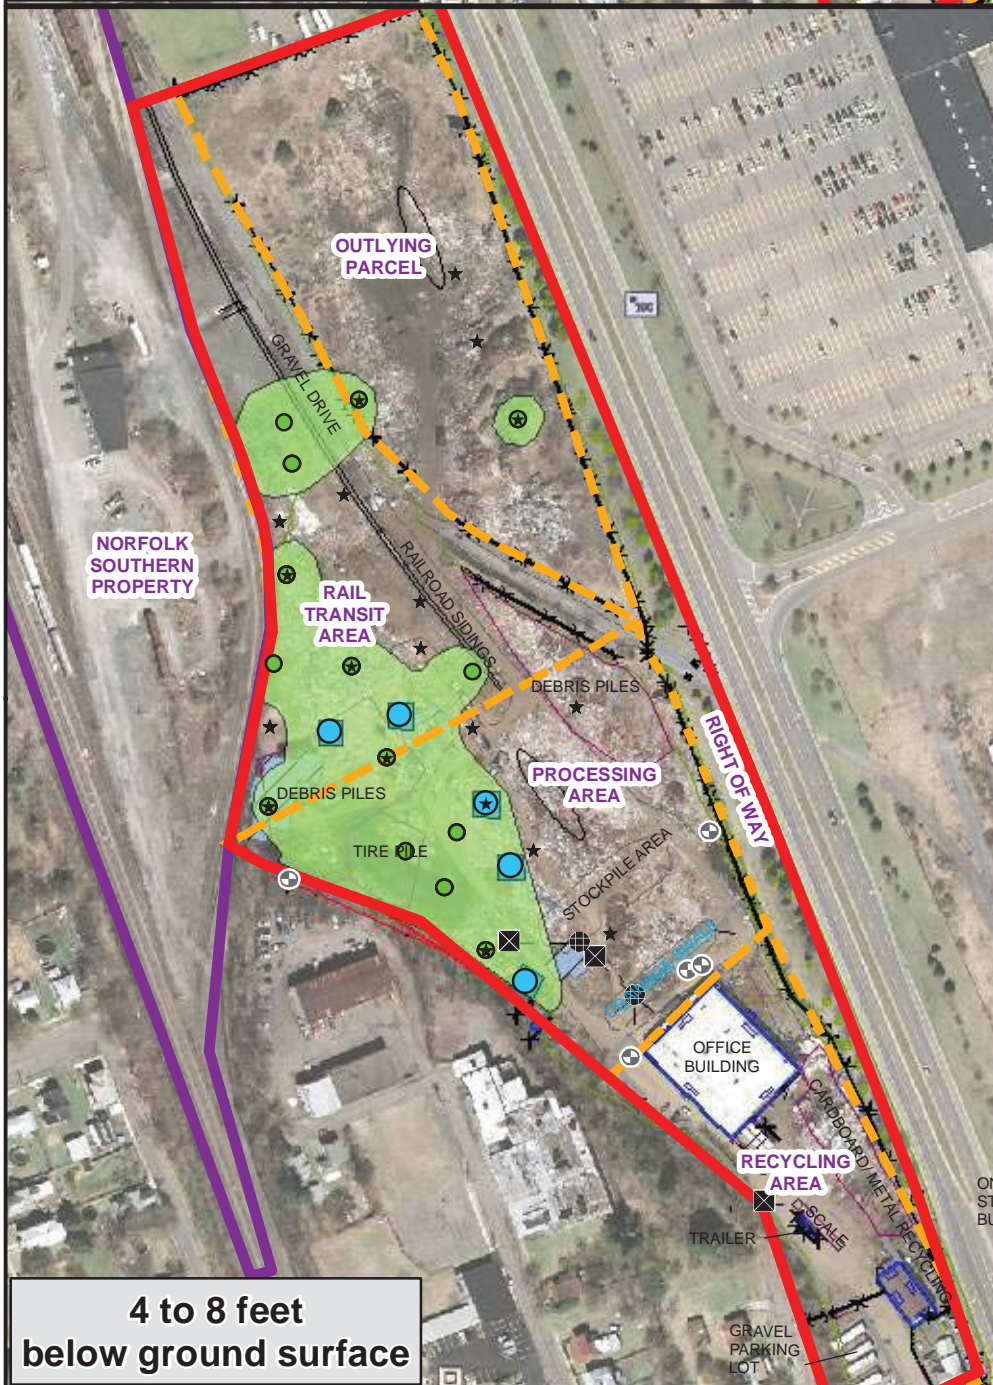 OUTLYING
PARCEL
GRAVEL DRIVE
NORFOLK
SOUTHERN
PROPERTY
RAIL
TRANSIT
AREA
RAILROAD SIDINGS
DEBRIS PILES
RIGHT OF WAY
PROCESSING
AREA
DEBRIS PILES
TIRE PILE
STOCKPILE AREA
DRAINAGE SWALE
OFFICE
BUILDING
CARDBOARD/ METAL RECYCLING
RECYCLING
AREA
SCALE
TRAILER
GRAVEL
PARKING
LOT
4 to 8 feet
below ground surface